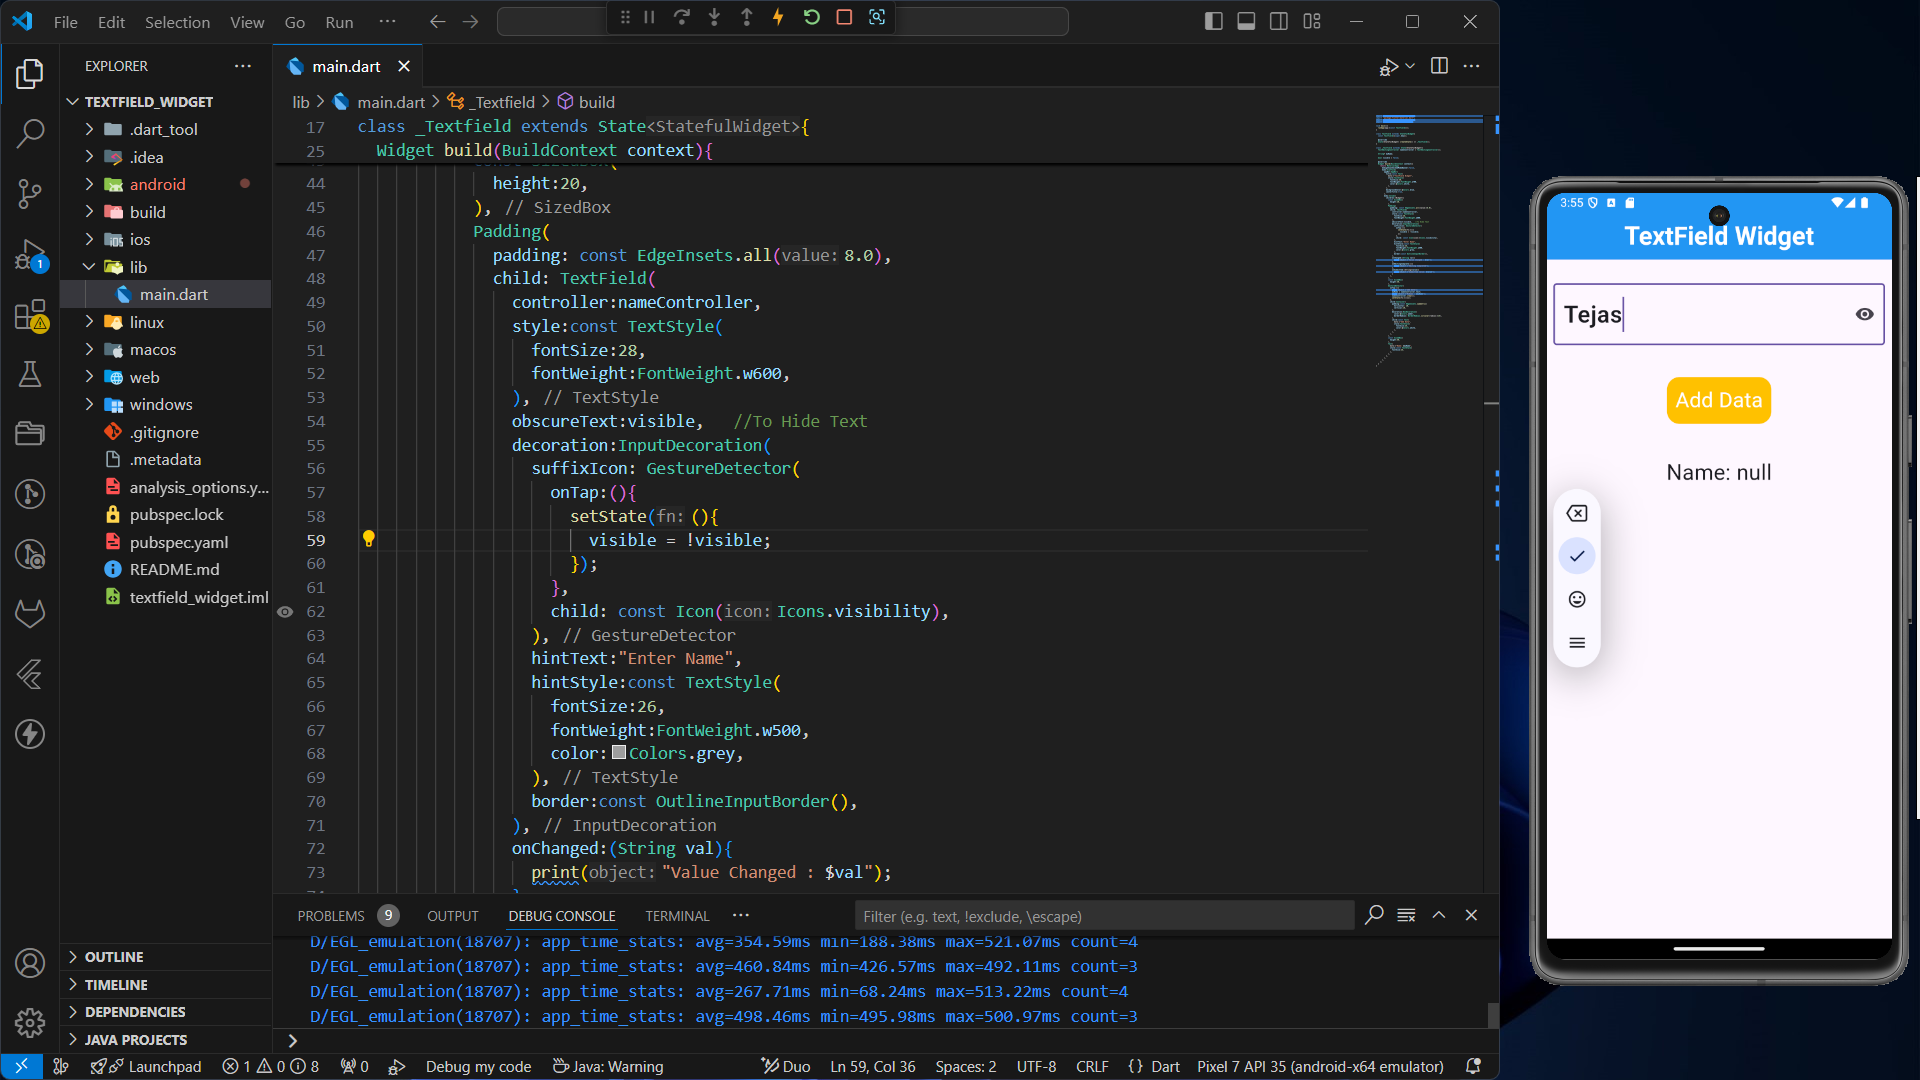 File Edit Selection View Go Run ...
EXPLORER ...
TEXTFIELD_WIDGET
.dart_tool
.idea
android
build
ios
lib
main.dart
linux
macos
web
windows
.gitignore
.metadata
analysis_options.y...
pubspec.lock
pubspec.yaml
README.md
textfield_widget.iml
OUTLINE
TIMELINE
DEPENDENCIES
JAVA PROJECTS
1
main.dart
lib > main.dart > _Textfield > build
17 class _Textfield extends State<StatefulWidget>{
25 Widget build(BuildContext context){
44 height:20,
45 ), // SizedBox
46 Padding(
47 padding: const EdgeInsets.all(value: 8.0),
48 child: TextField(
49 controller:nameController,
50 style:const TextStyle(
51 fontSize:28,
52 fontWeight:FontWeight.w600,
53 ), // TextStyle
54 obscureText:visible, //To Hide Text
55 decoration:InputDecoration(
56 suffixIcon: GestureDetector(
57 onTap:(){
58 setState(fn: (){
59 visible = !visible;
60 });
61 },
62 child: const Icon(icon: Icons.visibility),
63 ), // GestureDetector
64 hintText:"Enter Name",
65 hintStyle:const TextStyle(
66 fontSize:26,
67 fontWeight:FontWeight.w500,
68 color: Colors.grey,
69 ), // TextStyle
70 border:const OutlineInputBorder(),
71 ), // InputDecoration
72 onChanged:(String val){
73 print(object: "Value Changed : $val");
PROBLEMS 9 OUTPUT DEBUG CONSOLE TERMINAL ... Filter (e.g. text, !exclude, \escape)
D/EGL_emulation(18707): app_time_stats: avg=354.59ms min=188.38ms max=521.07ms count=4
D/EGL_emulation(18707): app_time_stats: avg=460.84ms min=426.57ms max=492.11ms count=3
D/EGL_emulation(18707): app_time_stats: avg=267.71ms min=68.24ms max=513.22ms count=4
D/EGL_emulation(18707): app_time_stats: avg=498.46ms min=495.98ms max=500.97ms count=3
>
Launchpad 1 0 8 0 Debug my code Java: Warning Duo Ln 59, Col 36 Spaces: 2 UTF-8 CRLF {} Dart Pixel 7 API 35 (android-x64 emulator)
3:55
TextField Widget
Tejas
Add Data
Name: null